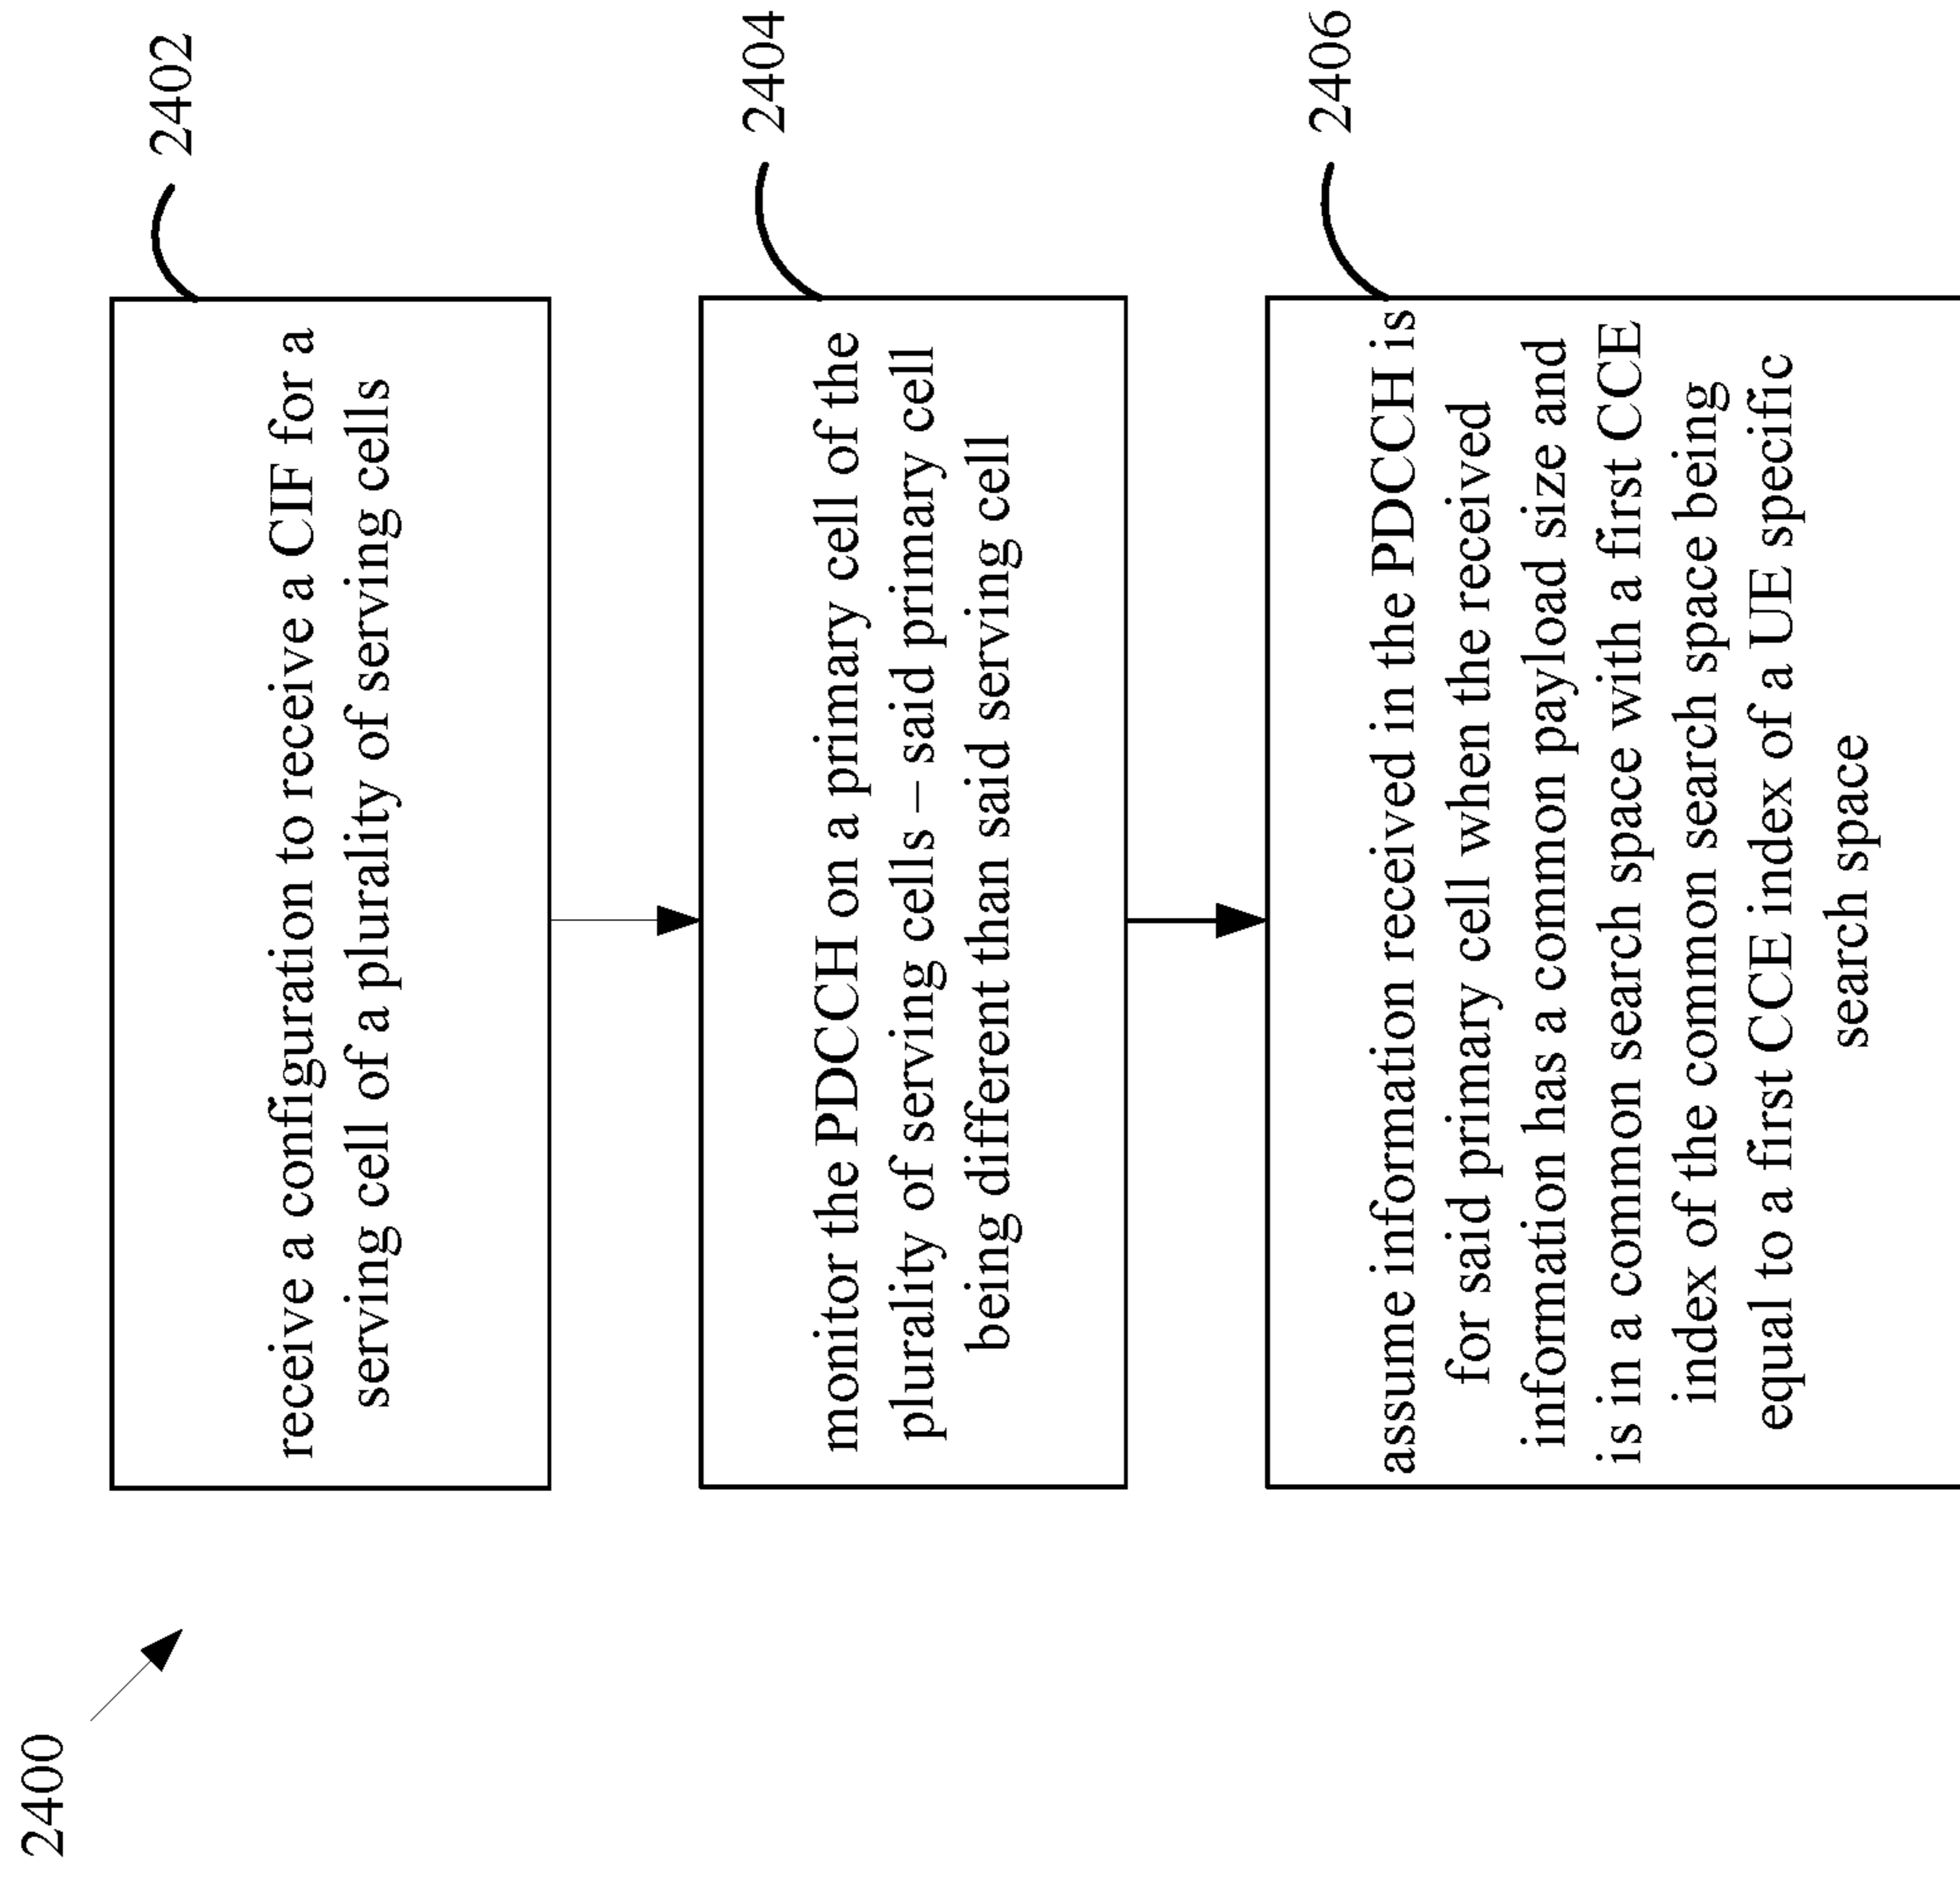 2400
2402
receive a configuration to receive a CIF for a
serving cell of a plurality of serving cells
2404
monitor the PDCCH on a primary cell of the
plurality of serving cells – said primary cell
being different than said serving cell
2406
assume information received in the PDCCH is
for said primary cell when the received
information has a common payload size and
is in a common search space with a first CCE
index of the common search space being
equal to a first CCE index of a UE specific
search space